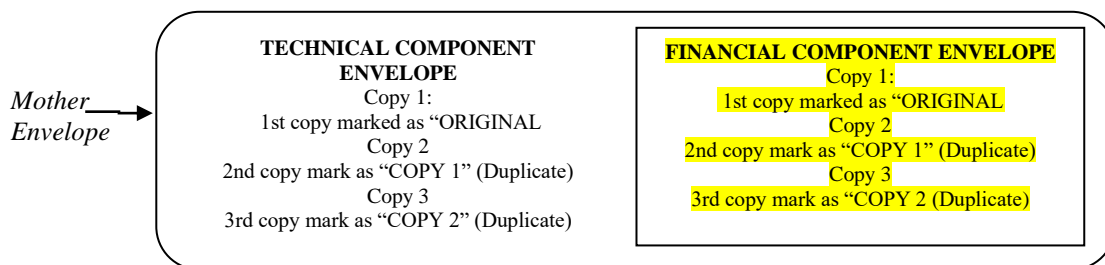 Mother
Envelope
TECHNICAL COMPONENT
ENVELOPE
Copy 1:
1st copy marked as “ORIGINAL
Copy 2
2nd copy mark as “COPY 1” (Duplicate)
Copy 3
3rd copy mark as “COPY 2” (Duplicate)
FINANCIAL COMPONENT ENVELOPE
Copy 1:
1st copy marked as “ORIGINAL
Copy 2
2nd copy mark as “COPY 1” (Duplicate)
Copy 3
3rd copy mark as “COPY 2 (Duplicate)